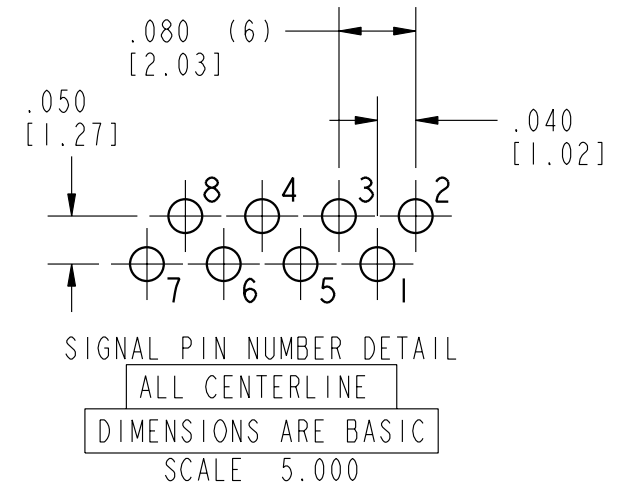 .080 (6)
[2.03]
.050
[1.27]
.040
[1.02]
8 4 3 2
7 6 5 1
SIGNAL PIN NUMBER DETAIL
ALL CENTERLINE
DIMENSIONS ARE BASIC
SCALE 5.000